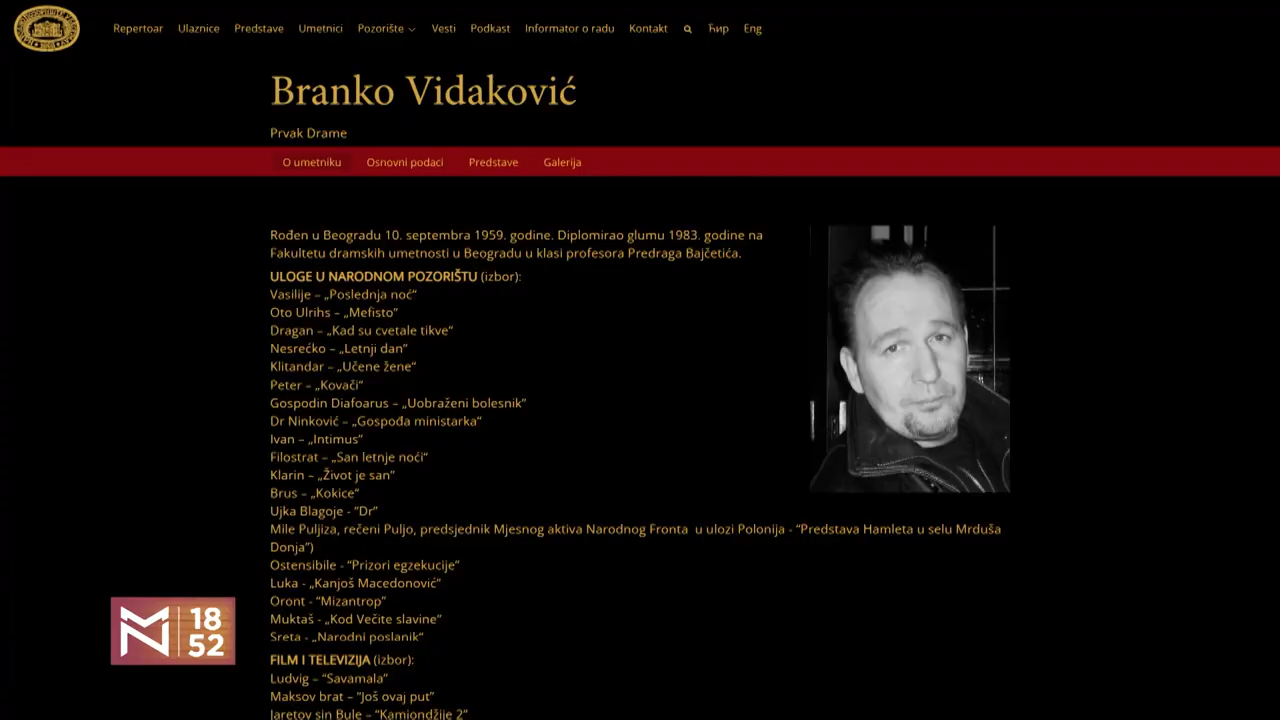 Repertoar Ulaznice Predstave Umetnici Pozorište Vesti Podkast Informator o radu Kontakt Ћир Eng
Branko Vidaković
Prvak Drame
O umetniku Osnovni podaci Predstave Galerija
Rođen u Beogradu 10. septembra 1959. godine. Diplomirao glumu 1983. godine na
Fakultetu dramskih umetnosti u Beogradu u klasi profesora Predraga Bajčetića.
ULOGE U NARODNOM POZORIŠTU (izbor):
Vasilije – „Poslednja noć“
Oto Ulrihs – „Mefisto“
Dragan – „Kad su cvetale tikve“
Nesrećko – „Letnji dan“
Klitandar – „Učene žene“
Peter – „Kovači“
Gospodin Diafoarus – „Uobraženi bolesnik“
Dr Ninković – „Gospođa ministarka“
Ivan – „Intimus“
Filostrat – „San letnje noći“
Klarin – „Život je san“
Brus – „Kokice“
Ujka Blagoje - “Dr”
Mile Puljiza, rečeni Puljo, predsjednik Mjesnog aktiva Narodnog Fronta  u ulozi Polonija - “Predstava Hamleta u selu Mrduša
Donja”)
Ostensibile - “Prizori egzekucije”
Luka - „Kanjoš Macedonović“
Oront - “Mizantrop”
Muktaš - „Kod Večite slavine”
Sreta - „Narodni poslanik“
FILM I TELEVIZIJA (izbor):
Ludvig – “Savamala”
Maksov brat – “Još ovaj put”
Jaretov sin Bule – “Kamiondžije 2”
MN 18
52